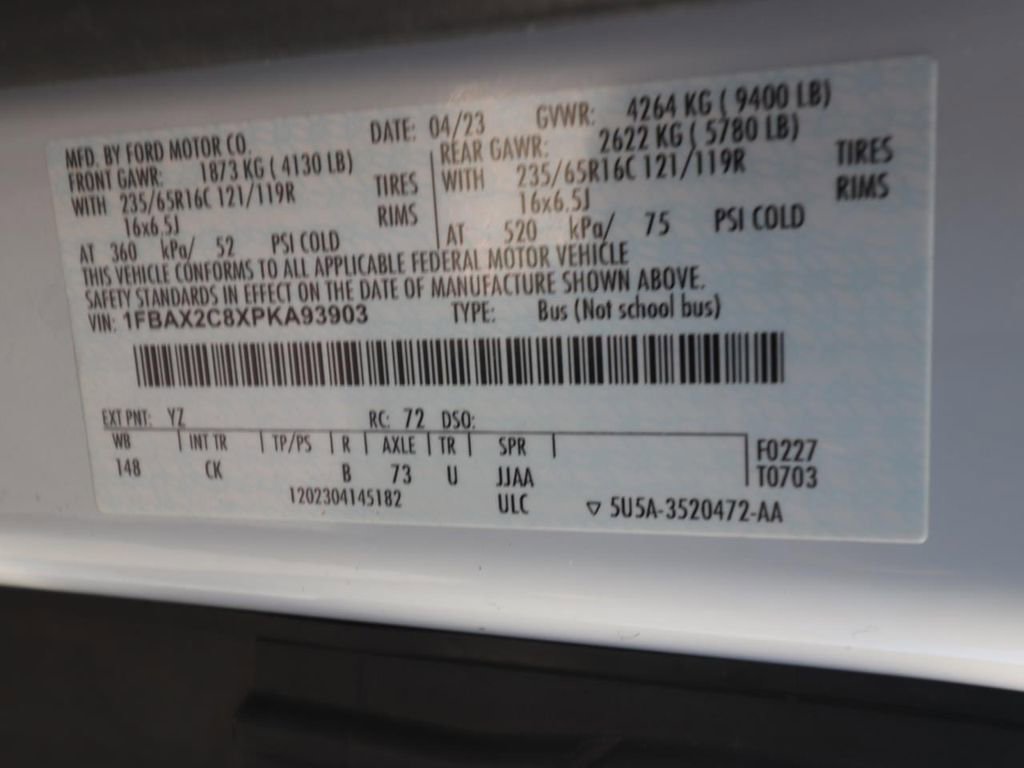 MFD. BY FORD MOTOR CO. DATE: 04/23 GVWR: 4264 KG ( 9400 LB)
FRONT GAWR: 1873 KG ( 4130 LB) REAR GAWR: 2622 KG ( 5780 LB)
WITH 235/65R16C 121/119R TIRES WITH 235/65R16C 121/119R TIRES
16x6.5J RIMS 16x6.5J RIMS
AT 360 kPa/ 52 PSI COLD AT 520 kPa/ 75 PSI COLD
THIS VEHICLE CONFORMS TO ALL APPLICABLE FEDERAL MOTOR VEHICLE
SAFETY STANDARDS IN EFFECT ON THE DATE OF MANUFACTURE SHOWN ABOVE.
VIN: 1FBAX2C8XPKA93903 TYPE: Bus (Not school bus)
EXT PNT: YZ RC: 72 DSO:
WB INT TR TP/PS R AXLE TR SPR F0227
148 CK B 73 U JJAA T0703
1202304145182 ULC ▽ 5U5A-3520472-AA